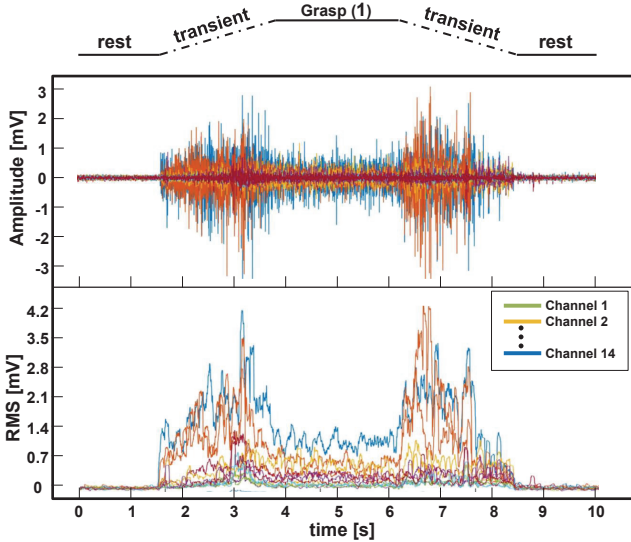 rest transient Grasp (1) transient rest
Amplitude [mV]
3
2
1
0
-1
-2
-3
RMS [mV]
4.2
3.5
2.8
2.1
1.4
0.7
0
Channel 1
Channel 2
Channel 14
0 1 2 3 4 5 6 7 8 9 10
time [s]